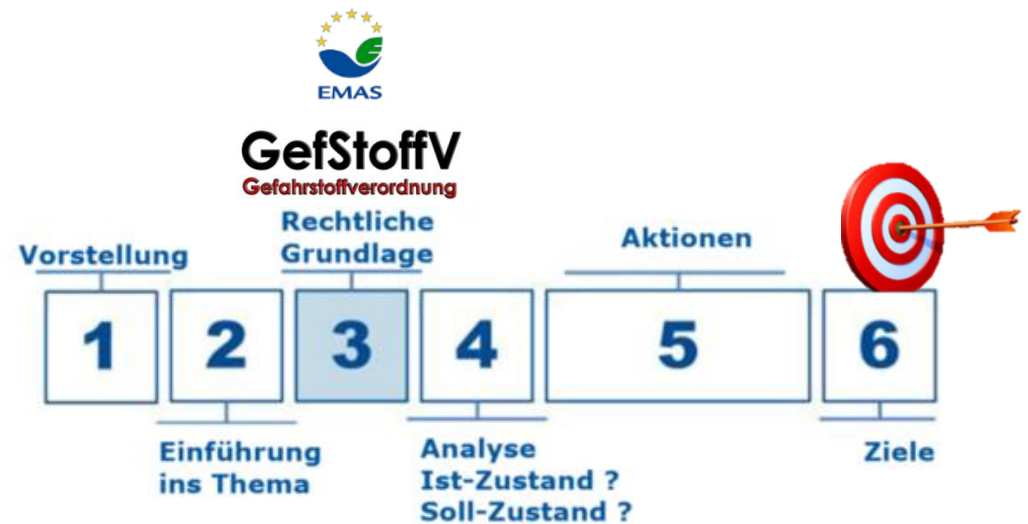 EMAS
GefStoffV
Gefahrstoffverordnung
Vorstellung
Rechtliche
Grundlage
Aktionen
1
2
3
4
5
6
Einführung
ins Thema
Analyse
Ist-Zustand ?
Soll-Zustand ?
Ziele